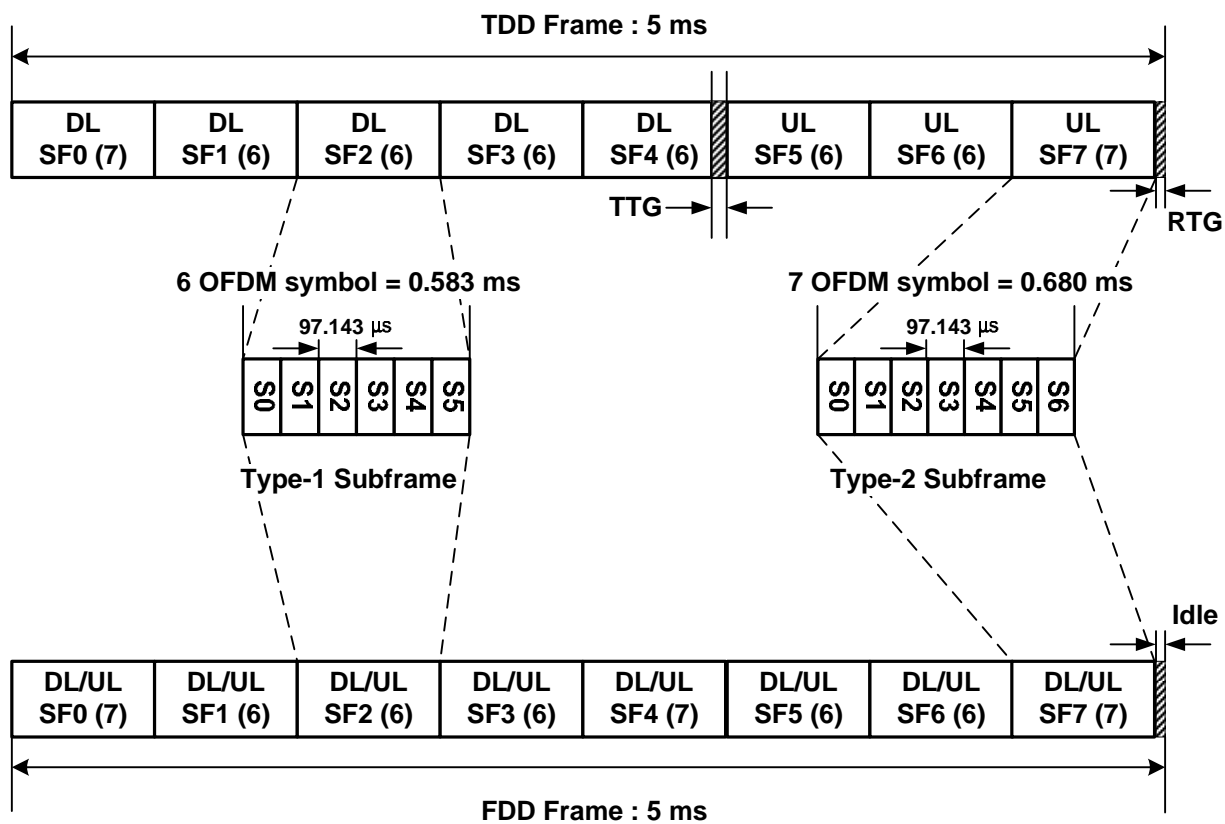 TDD Frame : 5 ms
DL
SF0 (7)
DL
SF1 (6)
DL
SF2 (6)
DL
SF3 (6)
DL
SF4 (6)
UL
SF5 (6)
UL
SF6 (6)
UL
SF7 (7)
TTG
RTG
6 OFDM symbol = 0.583 ms
7 OFDM symbol = 0.680 ms
97.143 μs
97.143 μs
S0
S1
S2
S3
S4
S5
S0
S1
S2
S3
S4
S5
S6
Type-1 Subframe
Type-2 Subframe
Idle
DL/UL
SF0 (7)
DL/UL
SF1 (6)
DL/UL
SF2 (6)
DL/UL
SF3 (6)
DL/UL
SF4 (7)
DL/UL
SF5 (6)
DL/UL
SF6 (6)
DL/UL
SF7 (7)
FDD Frame : 5 ms